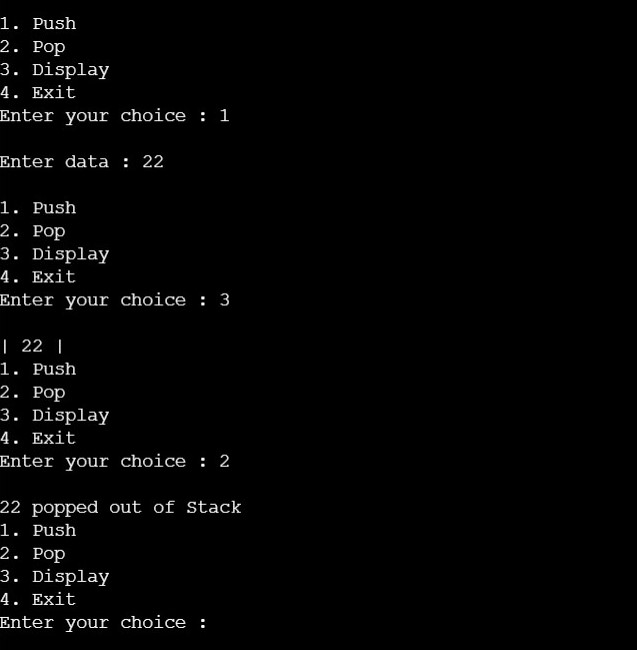 1. Push
2. Pop
3. Display
4. Exit
Enter your choice : 1
Enter data : 22
1. Push
2. Pop
3. Display
4. Exit
Enter your choice : 3
| 22 |
1. Push
2. Pop
3. Display
4. Exit
Enter your choice : 2
22 popped out of Stack
1. Push
2. Pop
3. Display
4. Exit
Enter your choice :